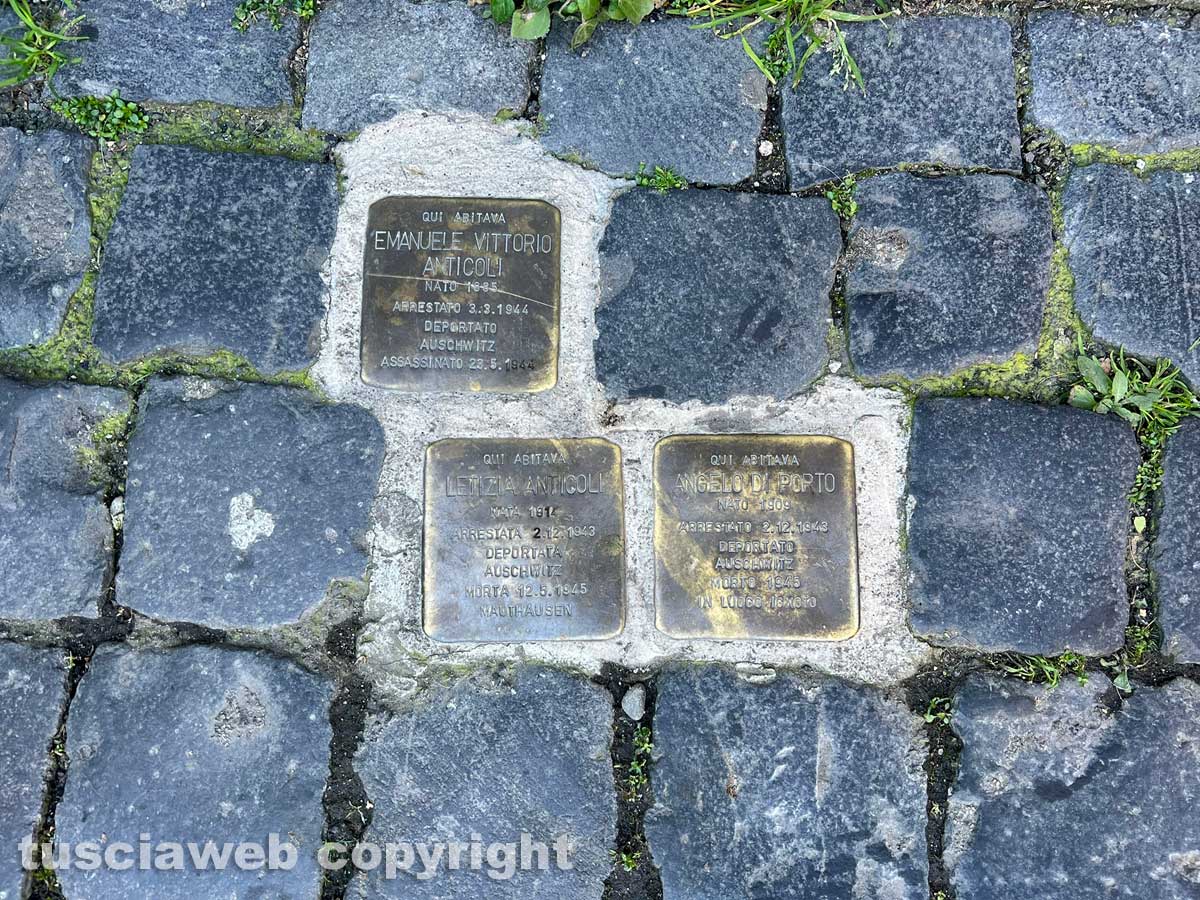 QUI ABITAVA
EMANUELE VITTORIO
ANTICOLI
NATO 1885
ARRESTATO 3.3.1944
DEPORTATO
AUSCHWITZ
ASSASSINATO 23.5.1944
QUI ABITAVA
LETIZIA ANTICOLI
NATA 1914
ARRESTATA 2.12.1943
DEPORTATA
AUSCHWITZ
MORTA 12.5.1945
MAUTHAUSEN
QUI ABITAVA
ANGELO DI PORTO
NATO 1909
ARRESTATO 2.12.1943
DEPORTATO
AUSCHWITZ
MORTO 1945
IN LUOGO IGNOTO
tusciaweb copyright